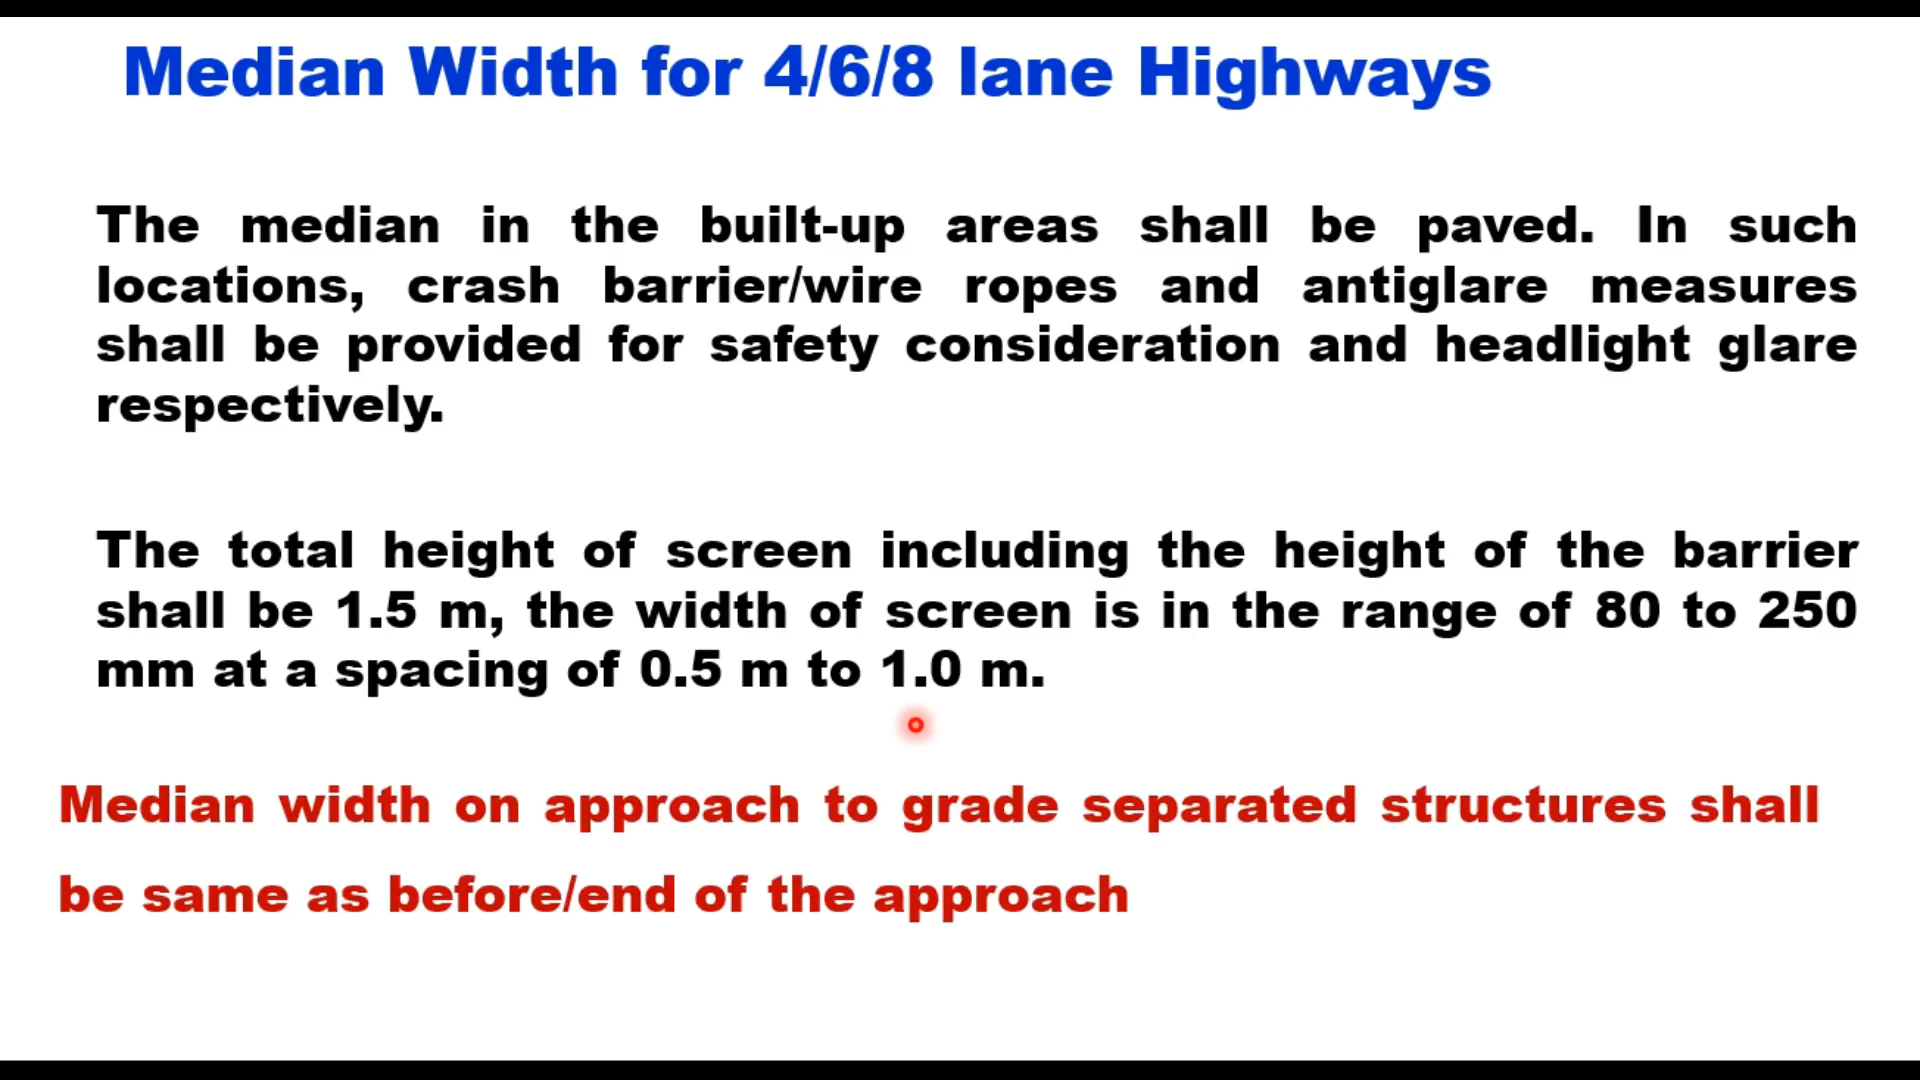 Median Width for 4/6/8 lane Highways
The median in the built-up areas shall be paved. In such
locations, crash barrier/wire ropes and antiglare measures
shall be provided for safety consideration and headlight glare
respectively.
The total height of screen including the height of the barrier
shall be 1.5 m, the width of screen is in the range of 80 to 250
mm at a spacing of 0.5 m to 1.0 m.
Median width on approach to grade separated structures shall
be same as before/end of the approach